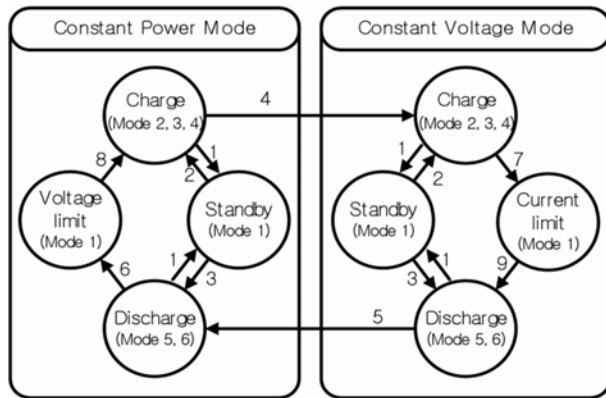 Constant Power Mode
Constant Voltage Mode
Charge
(Mode 2, 3, 4)
4
Charge
(Mode 2, 3, 4)
8
1
2
1
2
7
Voltage
limit
(Mode 1)
Standby
(Mode 1)
Standby
(Mode 1)
Current
limit
(Mode 1)
6
1
3
3
1
9
Discharge
(Mode 5, 6)
5
Discharge
(Mode 5, 6)